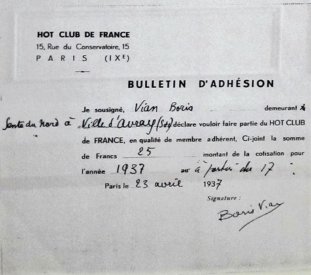 HOT CLUB DE FRANCE
15, Rue du Conservatoire, 15
PARIS (IXᵉ)
BULLETIN D'ADHÉSION
Je sousigné, Vian Boris demeurant à
Sente du Nord à Ville d'avray (S&O) déclare vouloir faire partie du HOT CLUB
de FRANCE, en qualité de membre adhérent. Ci-joint la somme
de Francs 25 montant de la cotisation pour
l'année 1937 ou à partir du 17
Paris le 23 avril 1937
Signature :
Boris Vian